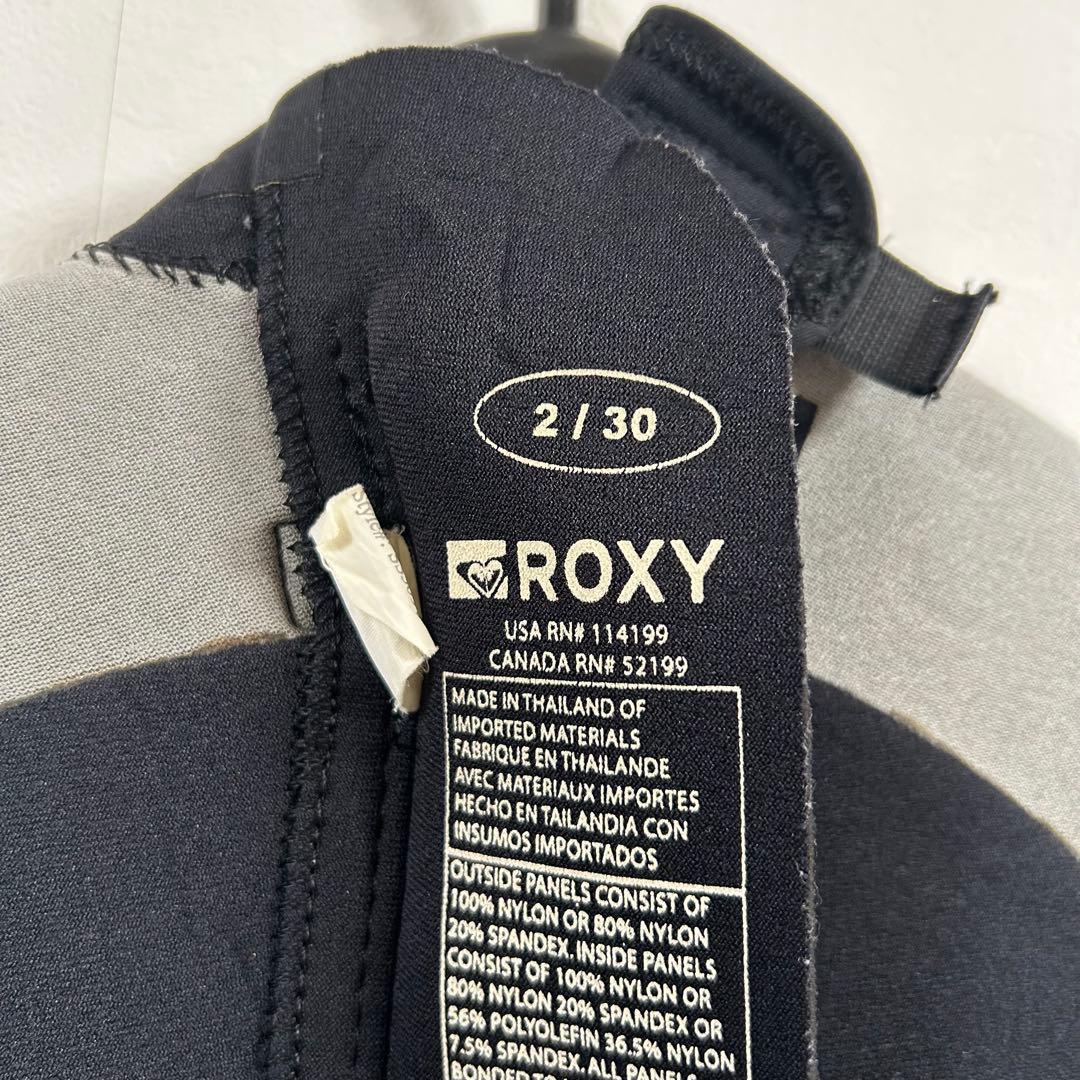 2 / 30
ROXY
USA RN# 114199
CANADA RN# 52199
MADE IN THAILAND OF
IMPORTED MATERIALS
FABRIQUE EN THAILANDE
AVEC MATERIAUX IMPORTES
HECHO EN TAILANDIA CON
INSUMOS IMPORTADOS
OUTSIDE PANELS CONSIST OF
100% NYLON OR 80% NYLON
20% SPANDEX. INSIDE PANELS
CONSIST OF 100% NYLON OR
80% NYLON 20% SPANDEX OR
56% POLYOLEFIN 36.5% NYLON
7.5% SPANDEX. ALL PANELS
BONDED TO
Style#: